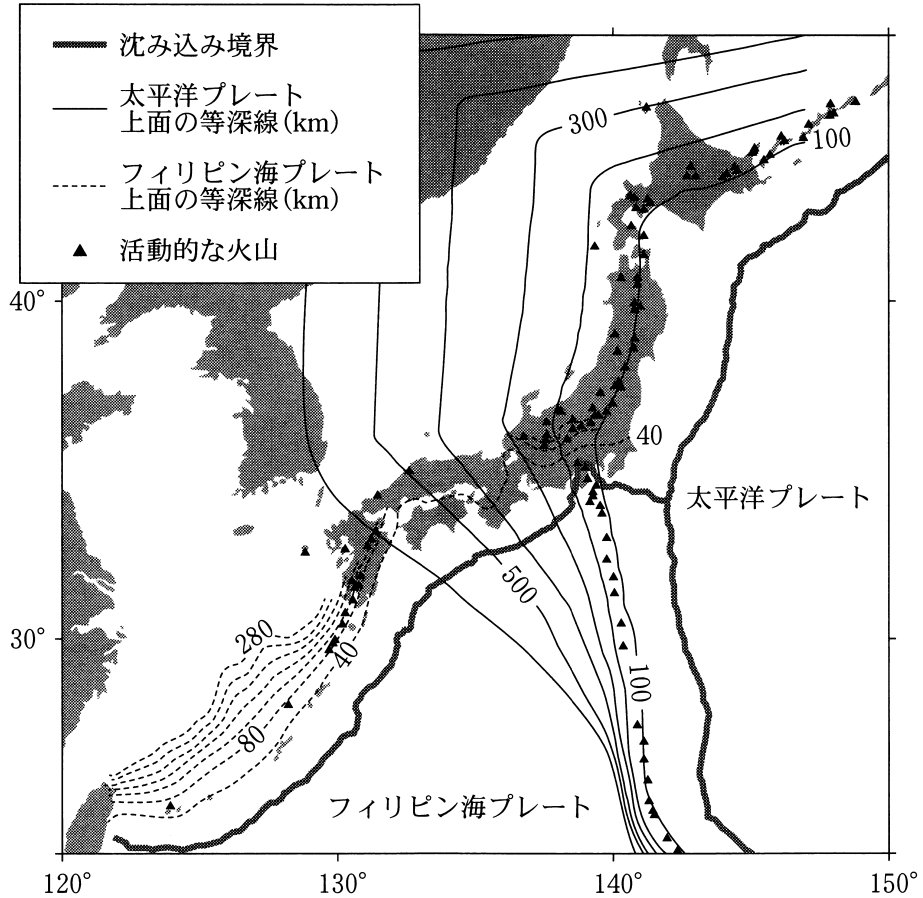 沈み込み境界
太平洋プレート
上面の等深線(km)
フィリピン海プレート
上面の等深線(km)
活動的な火山
300
100
40°
40
太平洋プレート
500
30°
280
40
100
80
フィリピン海プレート
120°
130°
140°
150°